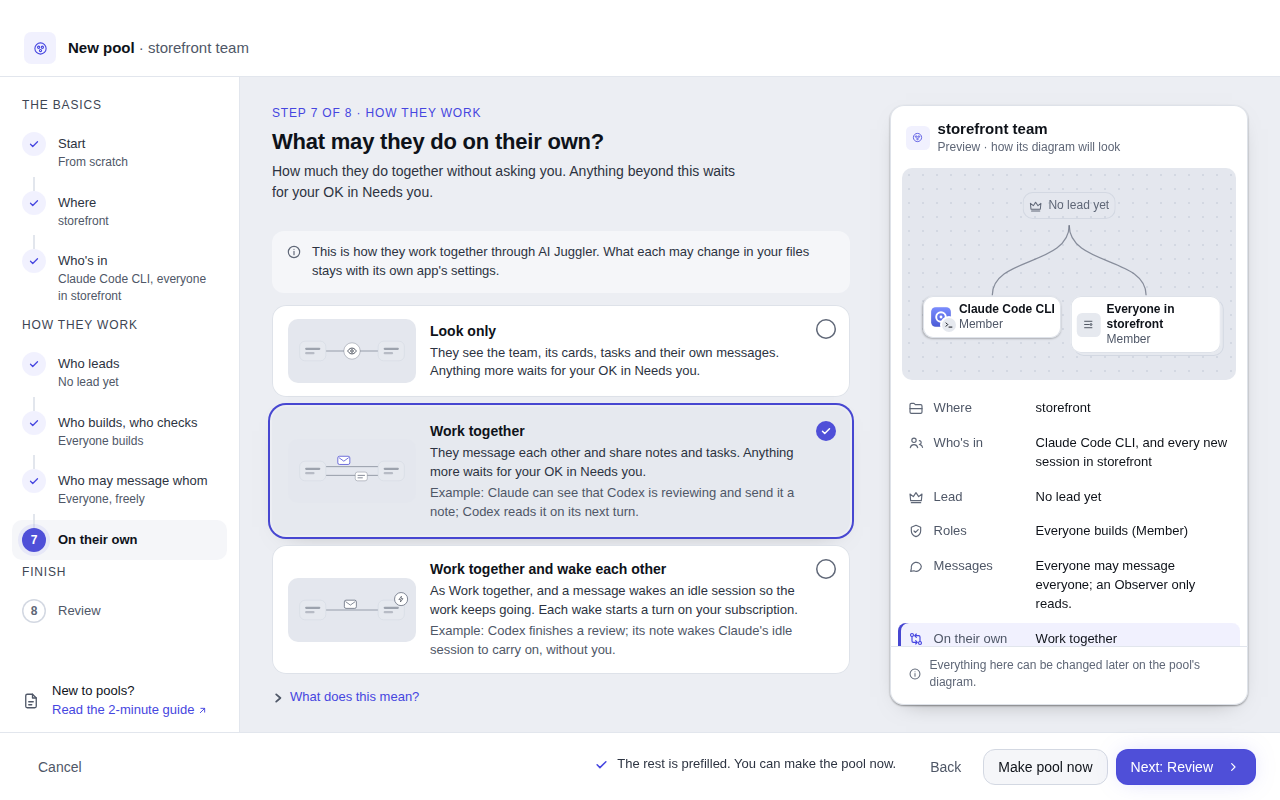 New pool · storefront team
THE BASICS
Start
From scratch
Where
storefront
Who's in
Claude Code CLI, everyone
in storefront
HOW THEY WORK
Who leads
No lead yet
Who builds, who checks
Everyone builds
Who may message whom
Everyone, freely
7
On their own
FINISH
8
Review
New to pools?
Read the 2-minute guide
STEP 7 OF 8 · HOW THEY WORK
What may they do on their own?
How much they do together without asking you. Anything beyond this waits
for your OK in Needs you.
This is how they work together through AI Juggler. What each may change in your files
stays with its own app's settings.
Look only
They see the team, its cards, tasks and their own messages.
Anything more waits for your OK in Needs you.
Work together
They message each other and share notes and tasks. Anything
more waits for your OK in Needs you.
Example: Claude can see that Codex is reviewing and send it a
note; Codex reads it on its next turn.
Work together and wake each other
As Work together, and a message wakes an idle session so the
work keeps going. Each wake starts a turn on your subscription.
Example: Codex finishes a review; its note wakes Claude's idle
session to carry on, without you.
What does this mean?
storefront team
Preview · how its diagram will look
No lead yet
Claude Code CLI
Member
Everyone in
storefront
Member
Where
storefront
Who's in
Claude Code CLI, and every new
session in storefront
Lead
No lead yet
Roles
Everyone builds (Member)
Messages
Everyone may message
everyone; an Observer only
reads.
On their own
Work together
Everything here can be changed later on the pool's
diagram.
Cancel
The rest is prefilled. You can make the pool now.
Back
Make pool now
Next: Review